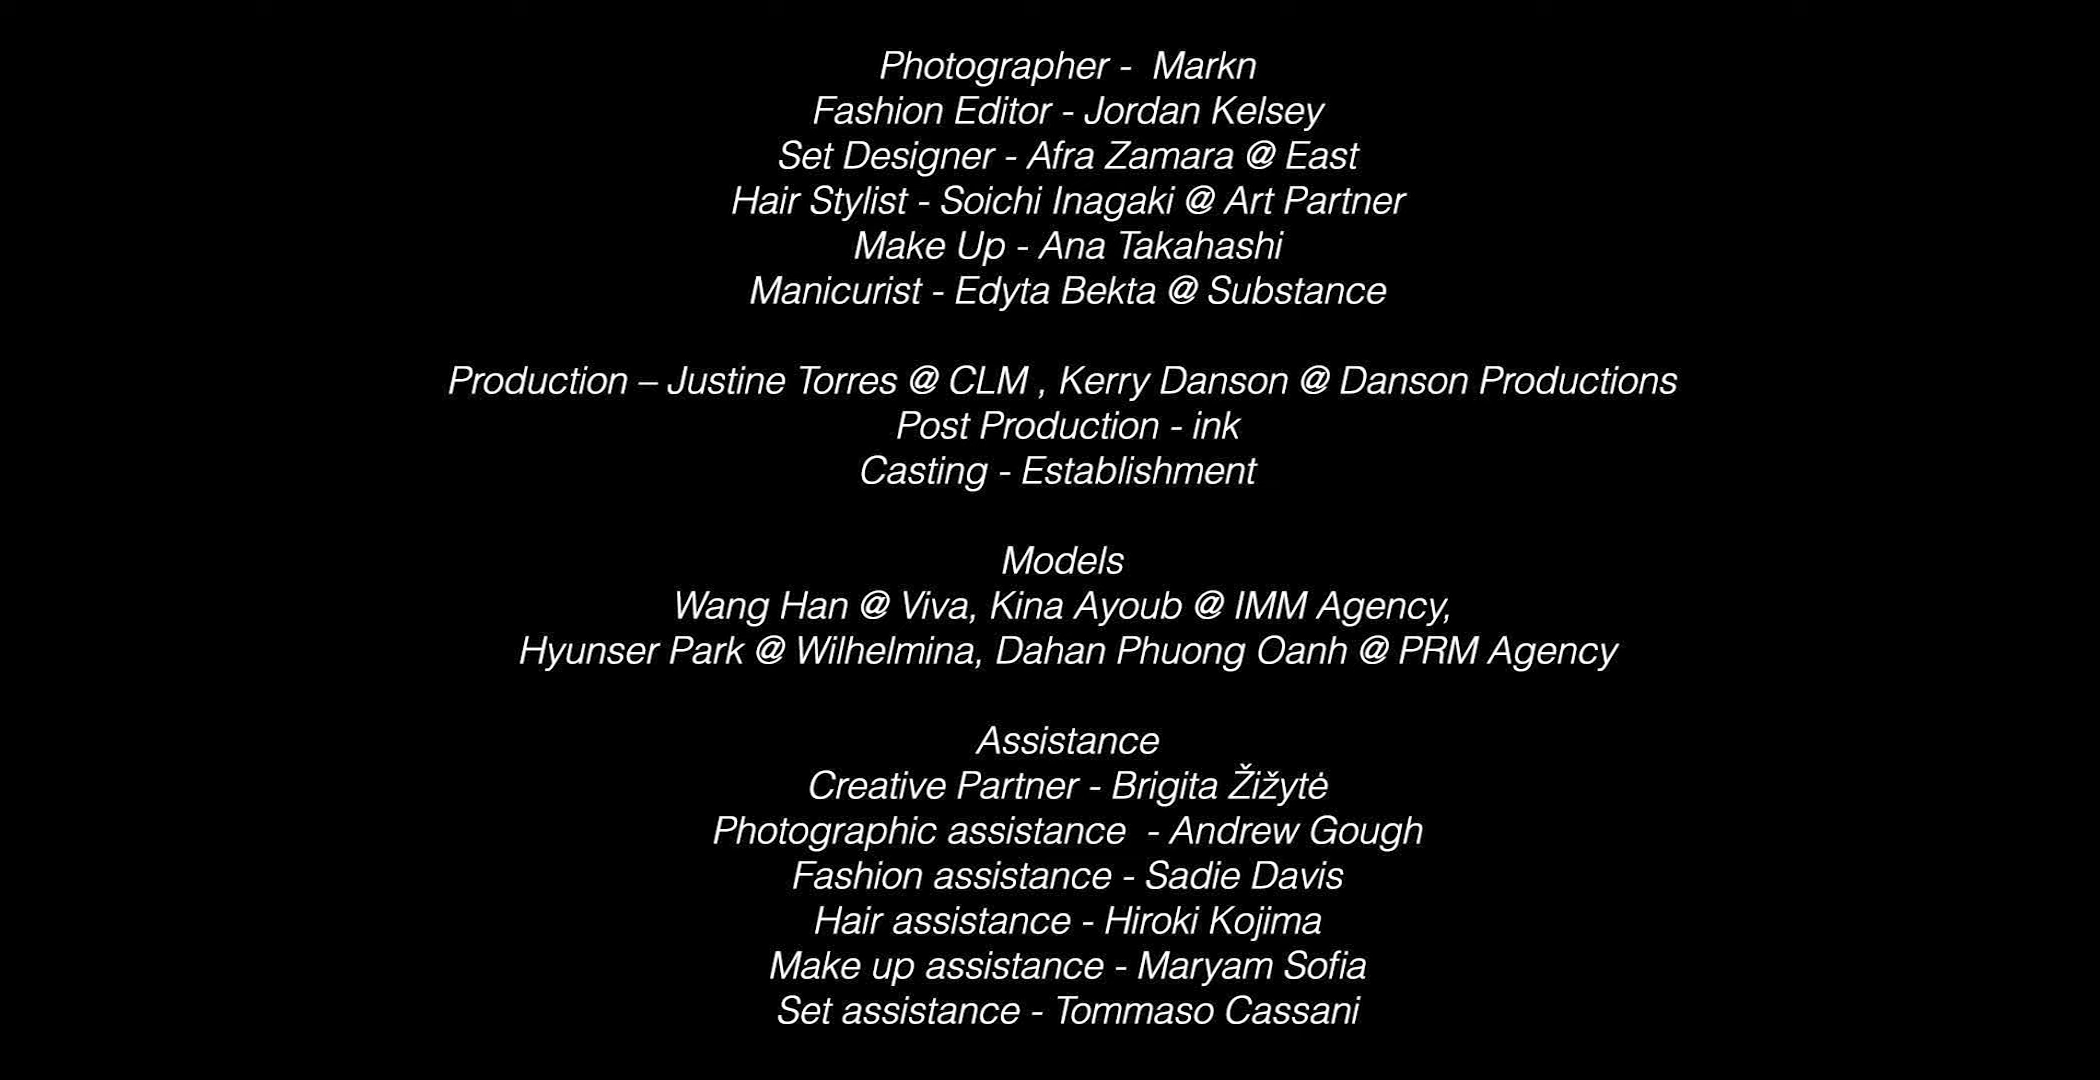 Photographer -  Markn
Fashion Editor - Jordan Kelsey
Set Designer - Afra Zamara @ East
Hair Stylist - Soichi Inagaki @ Art Partner
Make Up - Ana Takahashi
Manicurist - Edyta Bekta @ Substance
Production – Justine Torres @ CLM , Kerry Danson @ Danson Productions
Post Production - ink
Casting - Establishment
Models
Wang Han @ Viva, Kina Ayoub @ IMM Agency,
Hyunser Park @ Wilhelmina, Dahan Phuong Oanh @ PRM Agency
Assistance
Creative Partner - Brigita Žižytė
Photographic assistance  - Andrew Gough
Fashion assistance - Sadie Davis
Hair assistance - Hiroki Kojima
Make up assistance - Maryam Sofia
Set assistance - Tommaso Cassani